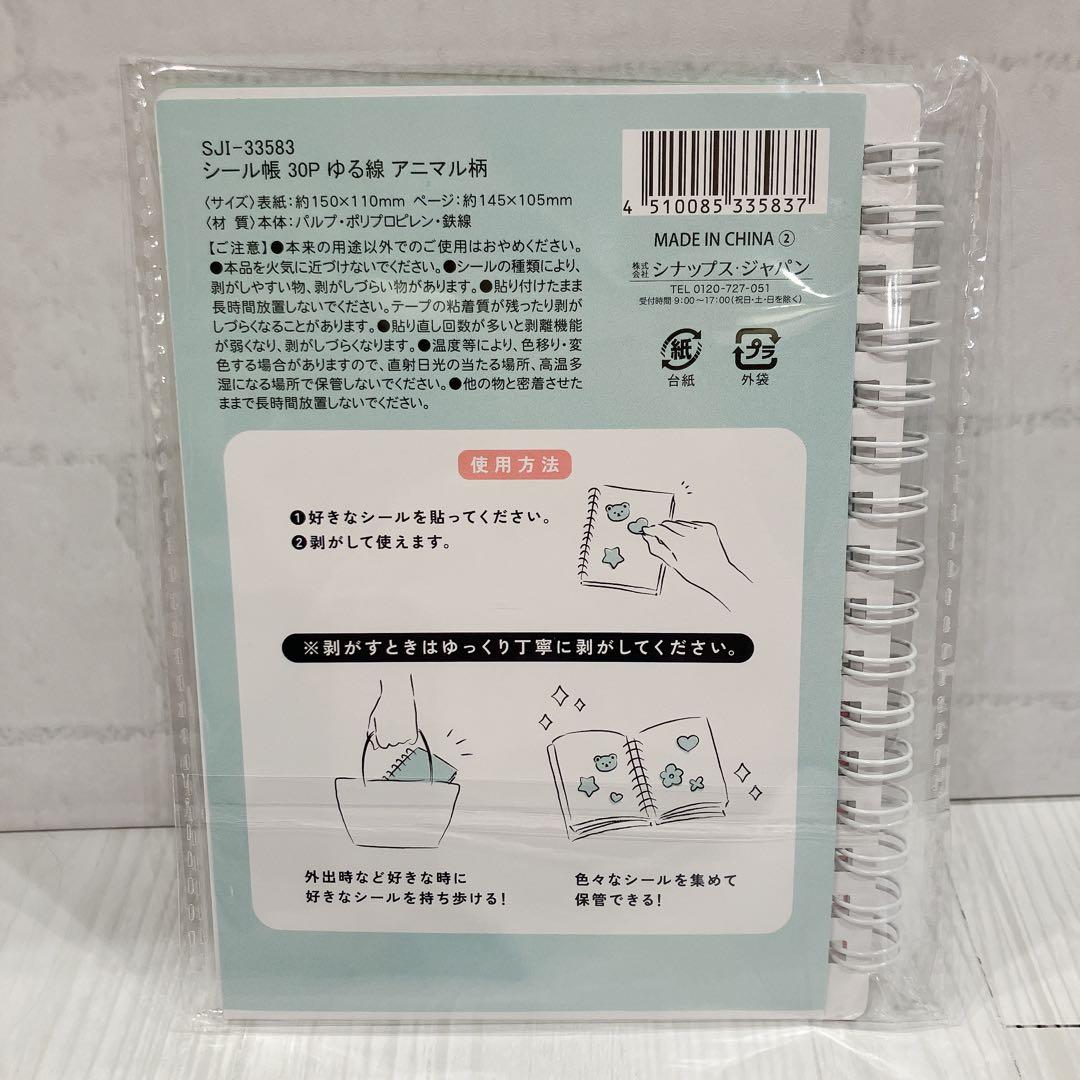 SJI-33583
シール帳 30P ゆる線 アニマル柄
〈サイズ〉表紙：約150×110mm ページ：約145×105mm
〈材 質〉本体：パルプ・ポリプロピレン・鉄線
【ご注意】●本来の用途以外でのご使用はおやめください。
●本品を火気に近づけないでください。●シールの種類により、
剥がしやすい物、剥がしづらい物があります。●貼り付けたまま
長時間放置しないでください。テープの粘着質が残ったり剥が
しづらくなることがあります。●貼り直し回数が多いと剥離機能
が弱くなり、剥がしづらくなります。●温度等により、色移り・変
色する場合がありますので、直射日光の当たる場所、高温多
湿になる場所で保管しないでください。●他の物と密着させた
ままで長時間放置しないでください。
4 510085 335837
MADE IN CHINA ②
株式会社 シナップス・ジャパン
TEL 0120-727-051
受付時間 9:00~17:00(祝日・土・日を除く)
紙
台紙
プラ
外袋
使用方法
❶好きなシールを貼ってください。
❷剥がして使えます。
※剥がすときはゆっくり丁寧に剥がしてください。
外出時など好きな時に
好きなシールを持ち歩ける！
色々なシールを集めて
保管できる！